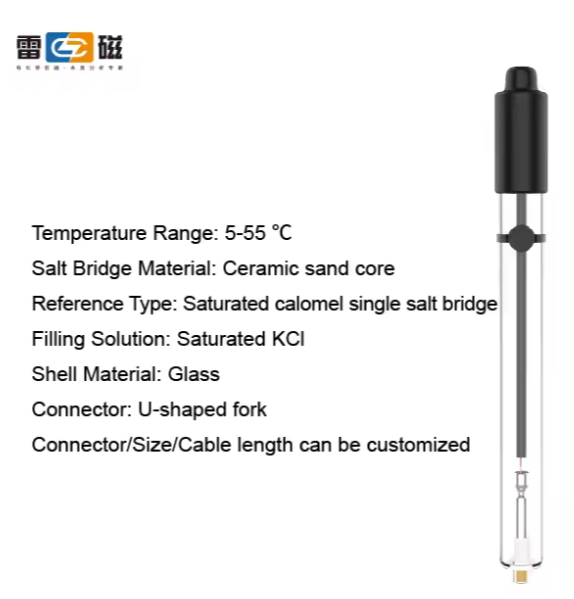 雷 磁
Temperature Range: 5-55 ℃
Salt Bridge Material: Ceramic sand core
Reference Type: Saturated calomel single salt bridge
Filling Solution: Saturated KCl
Shell Material: Glass
Connector: U-shaped fork
Connector/Size/Cable length can be customized